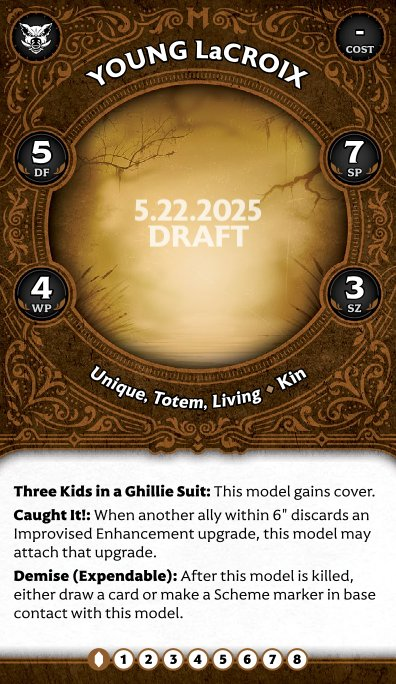 -
COST
YOUNG LaCROIX
5
DF
7
SP
5.22.2025
DRAFT
4
WP
3
SZ
Unique, Totem, Living ◆ Kin
Three Kids in a Ghillie Suit: This model gains cover.
Caught It!: When another ally within 6" discards an
Improvised Enhancement upgrade, this model may
attach that upgrade.
Demise (Expendable): After this model is killed,
either draw a card or make a Scheme marker in base
contact with this model.
1 2 3 4 5 6 7 8